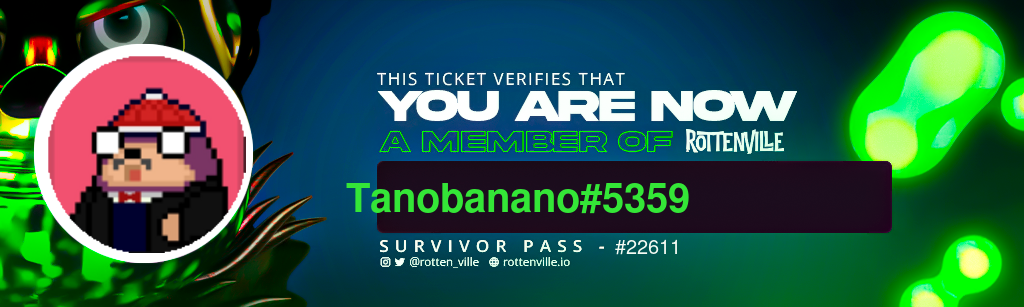 THIS TICKET VERIFIES THAT
YOU ARE NOW
A MEMBER OF ROTTENVILLE
Tanobanano#5359
SURVIVOR PASS - #22611
@rotten_ville rottenville.io